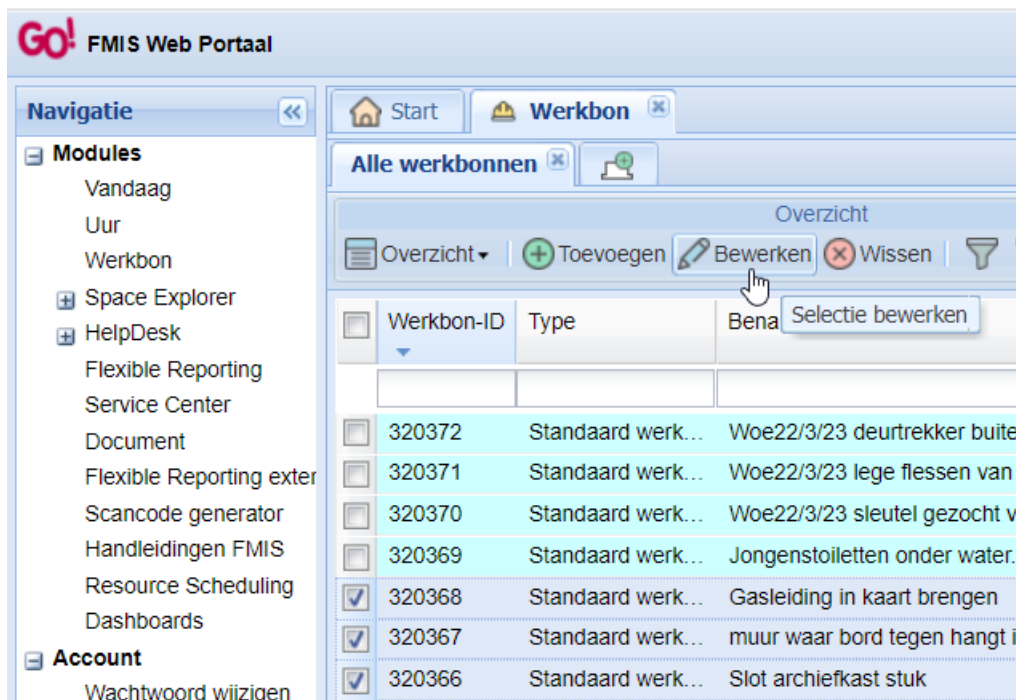 GO! FMIS Web Portaal
Navigatie
Modules
Vandaag
Uur
Werkbon
Space Explorer
HelpDesk
Flexible Reporting
Service Center
Document
Flexible Reporting exter
Scancode generator
Handleidingen FMIS
Resource Scheduling
Dashboards
Account
Wachtwoord wijzigen
Start Werkbon
Alle werkbonnen
Overzicht
Overzicht Toevoegen Bewerken Wissen
Selectie bewerken
Werkbon-ID Type Bena
320372 Standaard werk... Woe22/3/23 deurtrekker buite
320371 Standaard werk... Woe22/3/23 lege flessen van
320370 Standaard werk... Woe22/3/23 sleutel gezocht v
320369 Standaard werk... Jongenstoiletten onder water.
320368 Standaard werk... Gasleiding in kaart brengen
320367 Standaard werk... muur waar bord tegen hangt i
320366 Standaard werk... Slot archiefkast stuk